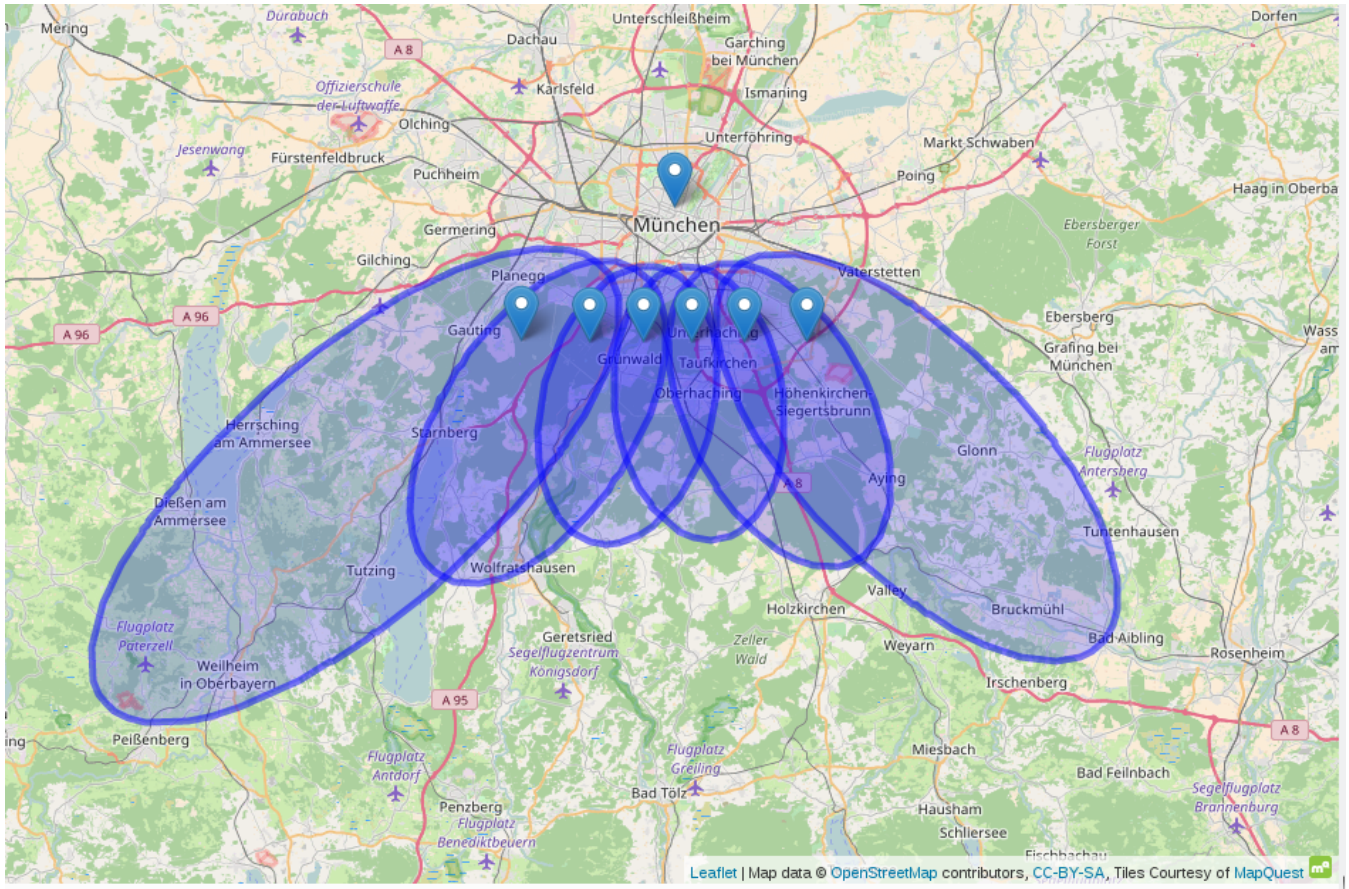 Mering
Durabuch
Dachau
Unterschleißheim
Dorfen
A 8
Garching
bei München
Offizierschule
der Luftwaffe
Karlsfeld
Ismaning
Olching
Unterföhring
Jesenwang
Fürstenfeldbruck
Markt Schwaben
Puchheim
Poing
Haag in Oberba
München
Germering
Ebersberger
Forst
Gilching
Planegg
Vaterstetten
A 96
A 96
Gauting
Unterhaching
Ebersberg
Wass
am
Grünwald
Taufkirchen
Grafing bei
München
Oberhaching
Höhenkirchen-
Siegertsbrunn
Herrsching
am Ammersee
Starnberg
Glonn
Flugplatz
Antersberg
Aying
A 8
Dießen am
Ammersee
Tuntenhausen
Tutzing
Wolfratshausen
Valley
Holzkirchen
Bruckmühl
Flugplatz
Paterzell
Geretsried
Segelflugzentrum
Königsdorf
Zeller
Wald
Weyarn
Bad Aibling
Rosenheim
Weilheim
in Oberbayern
Irschenberg
A 95
ing
Peißenberg
A 8
Flugplatz
Antdorf
Flugplatz
Greiling
Miesbach
Bad Feilnbach
Bad Tölz
Segelflugplatz
Brannenburg
Penzberg
Flugplatz
Benediktbeuern
Hausham
Schliersee
Fischbachau
Leaflet | Map data © OpenStreetMap contributors, CC-BY-SA, Tiles Courtesy of MapQuest